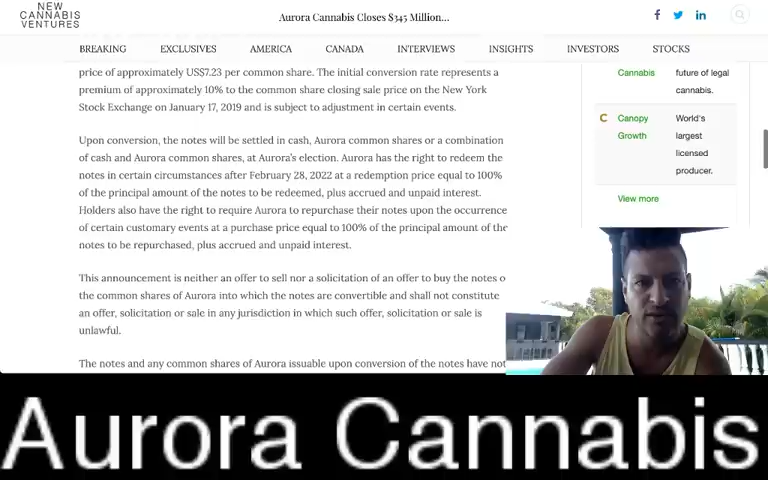 NEW
CANNABIS
VENTURES
Aurora Cannabis Closes $345 Million...
BREAKING
EXCLUSIVES
AMERICA
CANADA
INTERVIEWS
INSIGHTS
INVESTORS
STOCKS
price of approximately US$7.23 per common share. The initial conversion rate represents a
premium of approximately 10% to the common share closing sale price on the New York
Stock Exchange on January 17, 2019 and is subject to adjustment in certain events.
Upon conversion, the notes will be settled in cash, Aurora common shares or a combination
of cash and Aurora common shares, at Aurora's election. Aurora has the right to redeem the
notes in certain circumstances after February 28, 2022 at a redemption price equal to 100%
of the principal amount of the notes to be redeemed, plus accrued and unpaid interest.
Holders also have the right to require Aurora to repurchase their notes upon the occurrence
of certain customary events at a purchase price equal to 100% of the principal amount of the
notes to be repurchased, plus accrued and unpaid interest.
This announcement is neither an offer to sell nor a solicitation of an offer to buy the notes o
the common shares of Aurora into which the notes are convertible and shall not constitute
an offer, solicitation or sale in any jurisdiction in which such offer, solicitation or sale is
unlawful.
The notes and any common shares of Aurora issuable upon conversion of the notes have not
Cannabis
future of legal
cannabis.
Canopy
Growth
World's
largest
licensed
producer.
View more
Aurora Cannabis